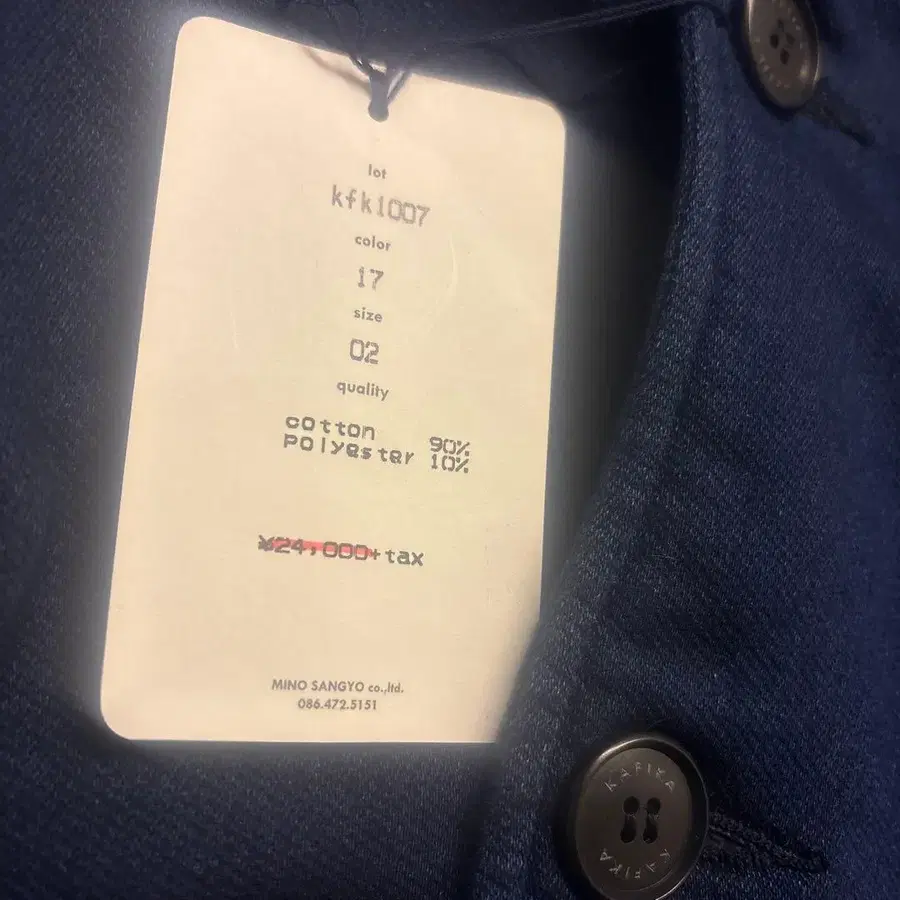 lot
kfk1007
color
17
size
02
quality
cotton 90%
polyester 10%
¥24,000+tax
MINO SANGYO co.,ltd.
086.472.5151
KAFIKA
KAFIKA